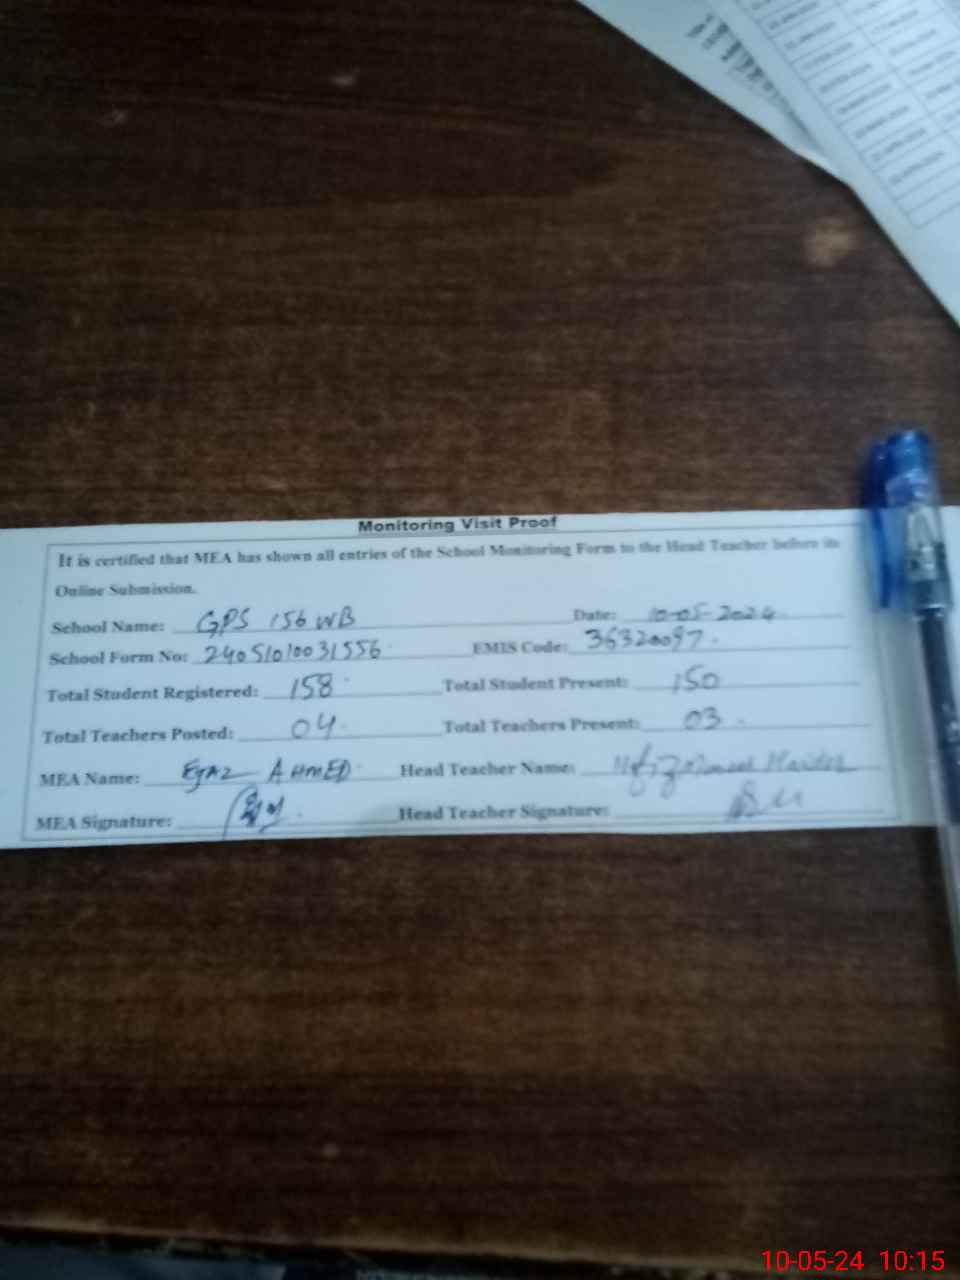 Monitoring Visit Proof
It is certified that MEA has shown all entries of the School Monitoring Form to the Head Teacher before its
Online Submission.
School Name: GPS 156 WB Date: 10-05-2024
School Form No: 2405101003 1556 EMIS Code: 36320097
Total Student Registered: 158 Total Student Present: 150
Total Teachers Posted: 04 Total Teachers Present: 03
MEA Name: EJAZ AHMED Head Teacher Name:
MEA Signature: Head Teacher Signature:
10-05-24 10:15